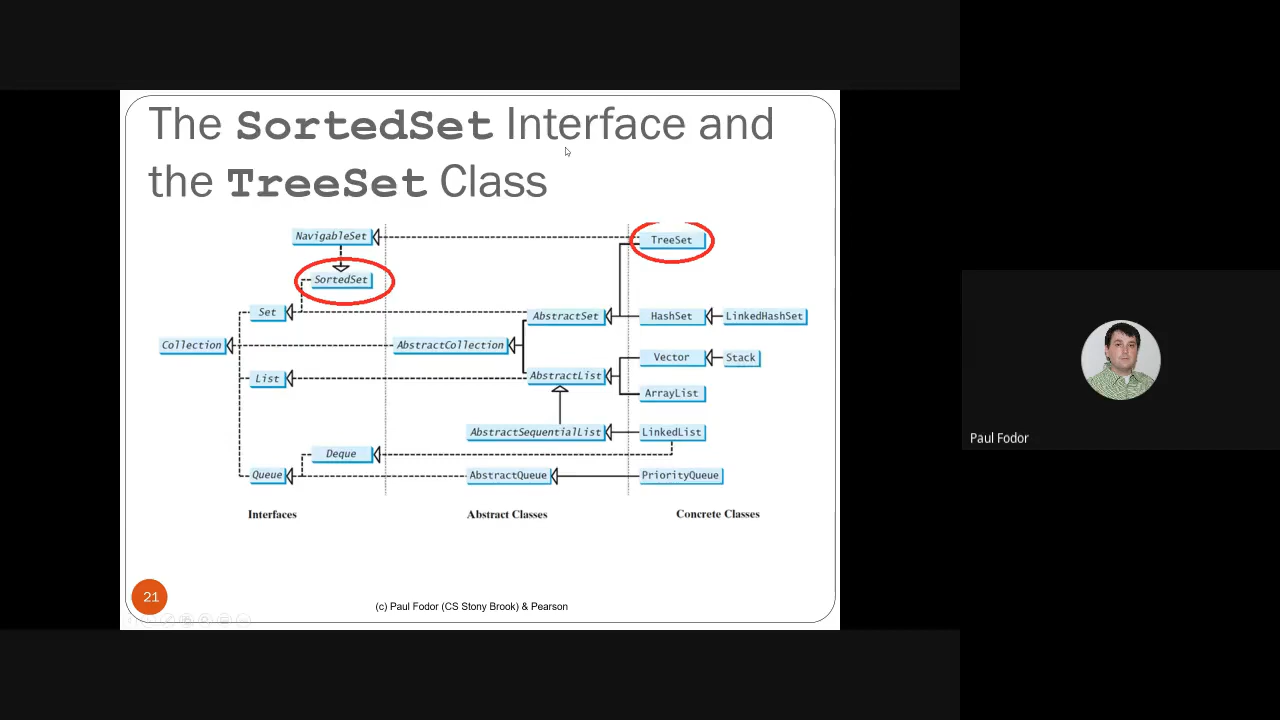 The SortedSet Interface and
the TreeSet Class
NavigableSet
TreeSet
SortedSet
Set
AbstractSet
HashSet
LinkedHashSet
Collection
AbstractCollection
Vector
Stack
List
AbstractList
ArrayList
AbstractSequentialList
LinkedList
Deque
Queue
AbstractQueue
PriorityQueue
Interfaces
Abstract Classes
Concrete Classes
21
(c) Paul Fodor (CS Stony Brook) & Pearson
Paul Fodor